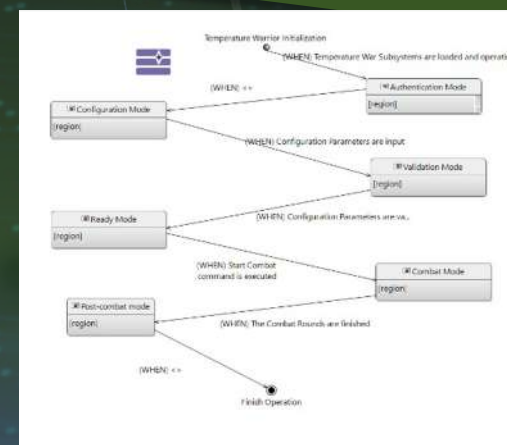 Temperature Warrior Initialization
(WHEN) Temperature War Subsystems are loaded and operati
Authentication Mode
[region]
(WHEN) <>
Configuration Mode
[region]
(WHEN) Configuration Parameters are input
Validation Mode
[region]
(WHEN) Configuration Parameters are va...
Ready Mode
[region]
(WHEN) Start Combat
command is executed
Combat Mode
[region]
(WHEN) The Combat Rounds are finished
Post-combat mode
[region]
(WHEN) <>
Finish Operation